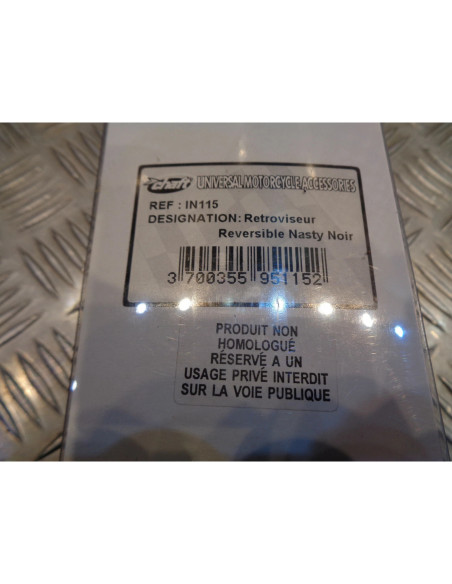 chaft UNIVERSAL MOTORCYCLE ACCESSORIES
REF : IN115
DESIGNATION: Retroviseur
Reversible Nasty Noir
3 700355 951152
PRODUIT NON
HOMOLOGUÉ
RÉSERVÉ A UN
USAGE PRIVÉ INTERDIT
SUR LA VOIE PUBLIQUE